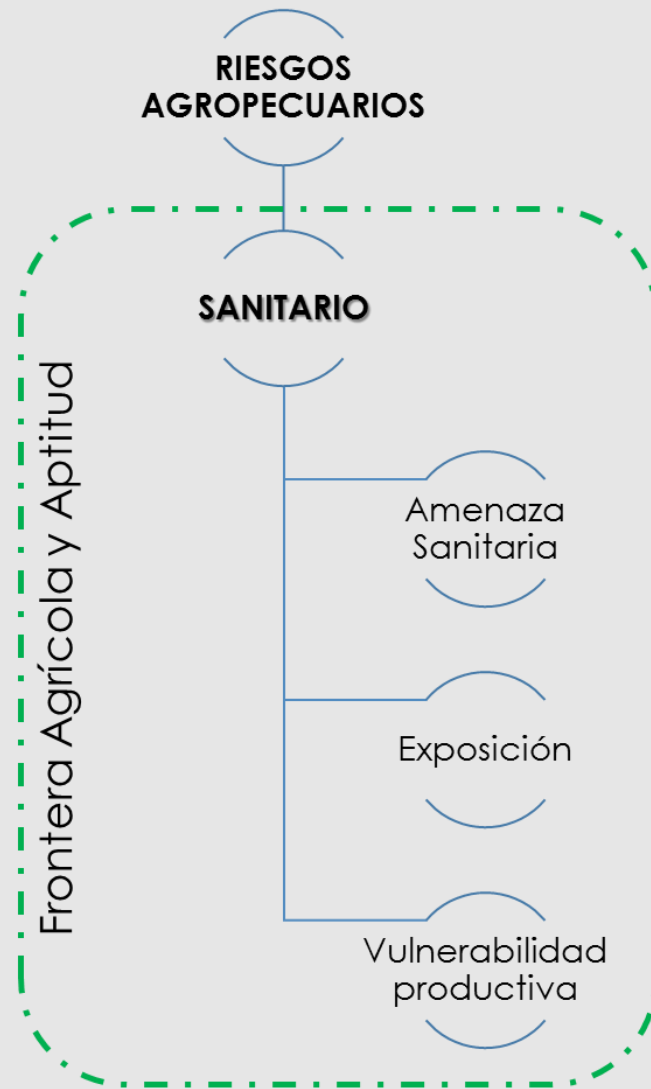 RIESGOS
AGROPECUARIOS
SANITARIO
Frontera Agrícola y Aptitud
Amenaza
Sanitaria
Exposición
Vulnerabilidad
productiva